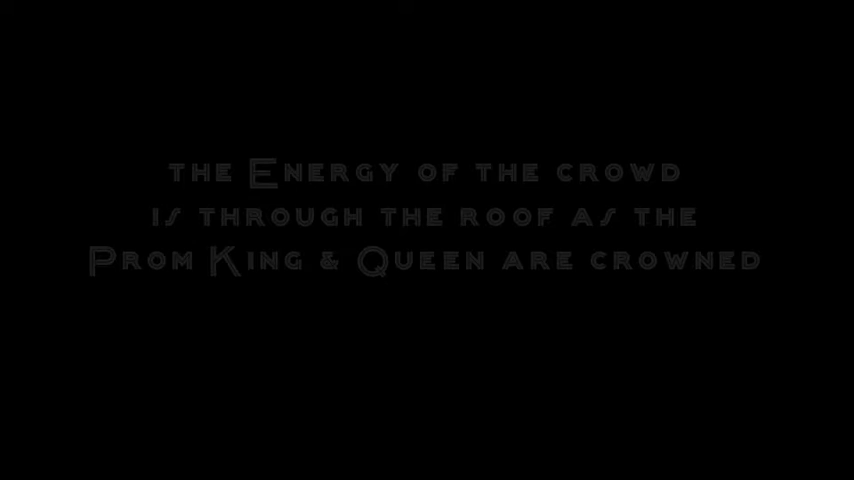 the Energy of the crowd
is through the roof as the
Prom King & Queen are crowned